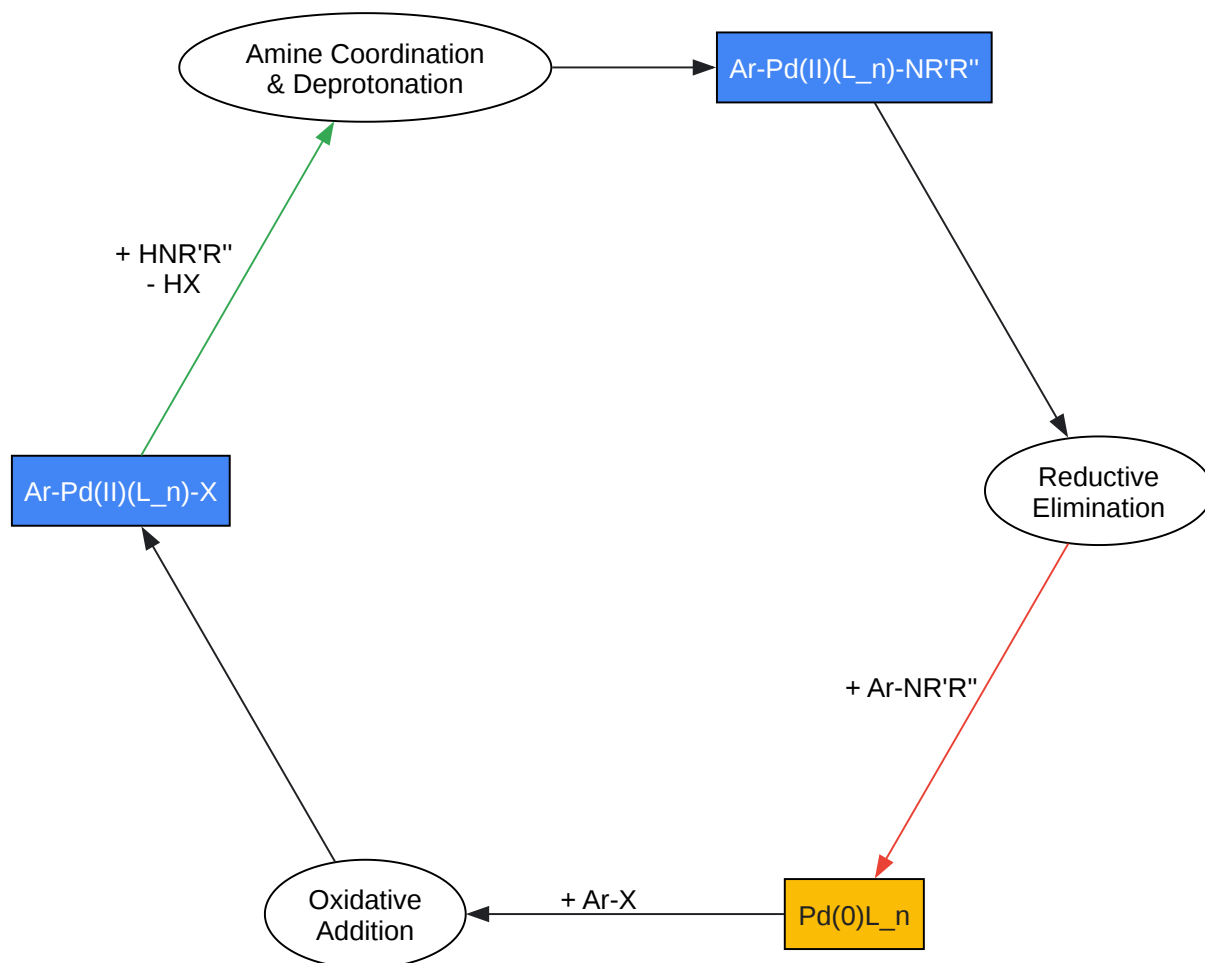 Amine Coordination
& Deprotonation
Ar-Pd(II)(L_n)-NR'R"
+ HNR'R"
- HX
Ar-Pd(II)(L_n)-X
Reductive
Elimination
+ Ar-NR'R"
Oxidative
Addition
+ Ar-X
Pd(0)L_n